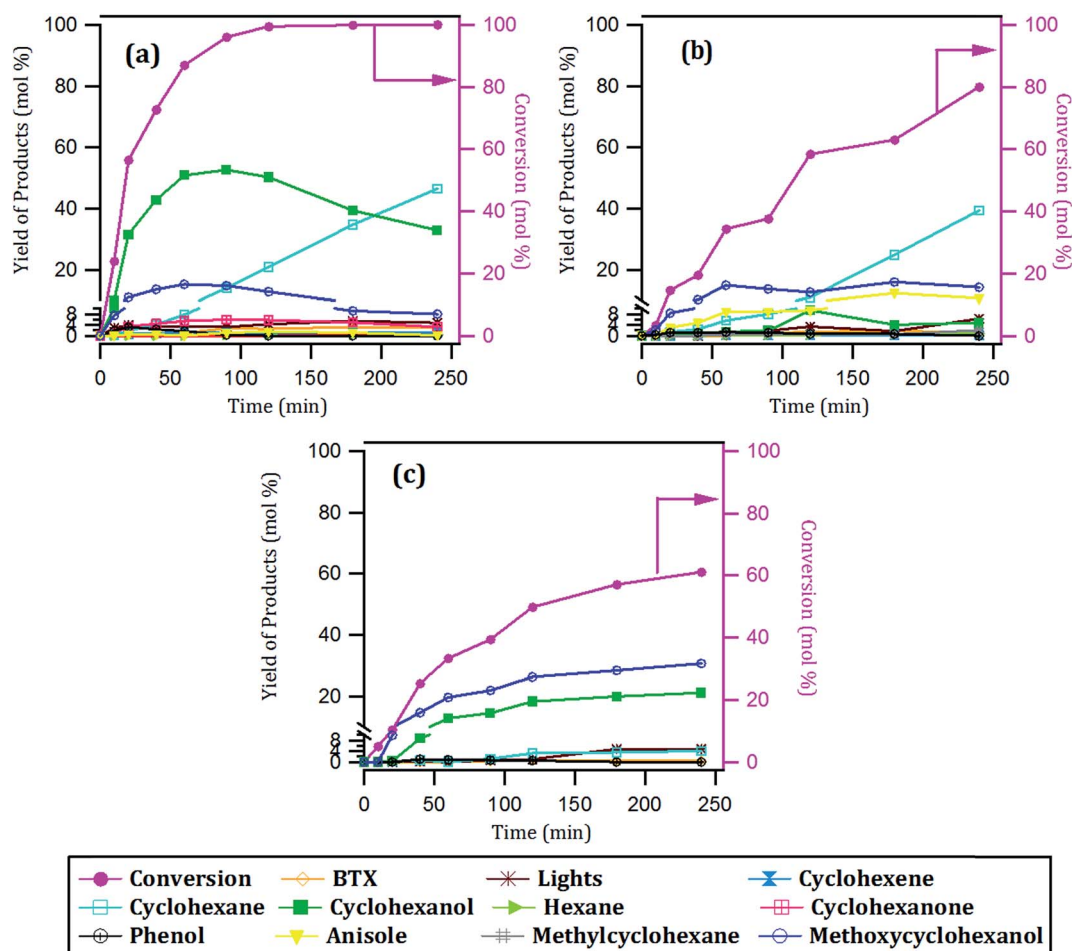 (a)
100
80
60
40
20
8
4
0
Yield of Products (mol %)
100
80
60
40
20
0
Conversion (mol %)
0 50 100 150 200 250
Time (min)
(b)
100
80
60
40
20
8
4
0
Yield of Products (mol %)
100
80
60
40
20
0
Conversion (mol %)
0 50 100 150 200 250
Time (min)
(c)
100
80
60
40
20
8
4
0
Yield of Products (mol %)
100
80
60
40
20
0
Conversion (mol %)
0 50 100 150 200 250
Time (min)
Conversion BTX Lights Cyclohexene
Cyclohexane Cyclohexanol Hexane Cyclohexanone
Phenol Anisole Methylcyclohexane Methoxycyclohexanol